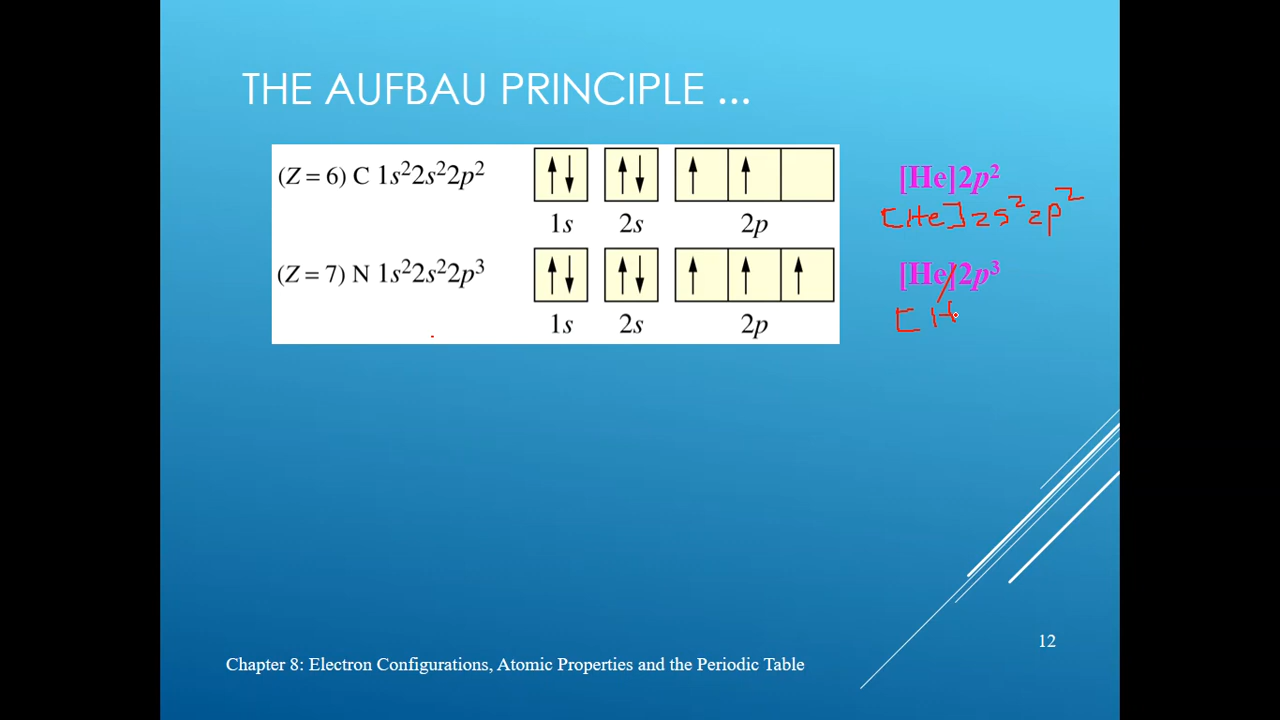 THE AUFBAU PRINCIPLE ...
(Z = 6) C 1s²2s²2p²
1s 2s 2p
[He]2p²
[He]2s²2p²
(Z = 7) N 1s²2s²2p³
1s 2s 2p
[He]2p³
[H
12
Chapter 8: Electron Configurations, Atomic Properties and the Periodic Table